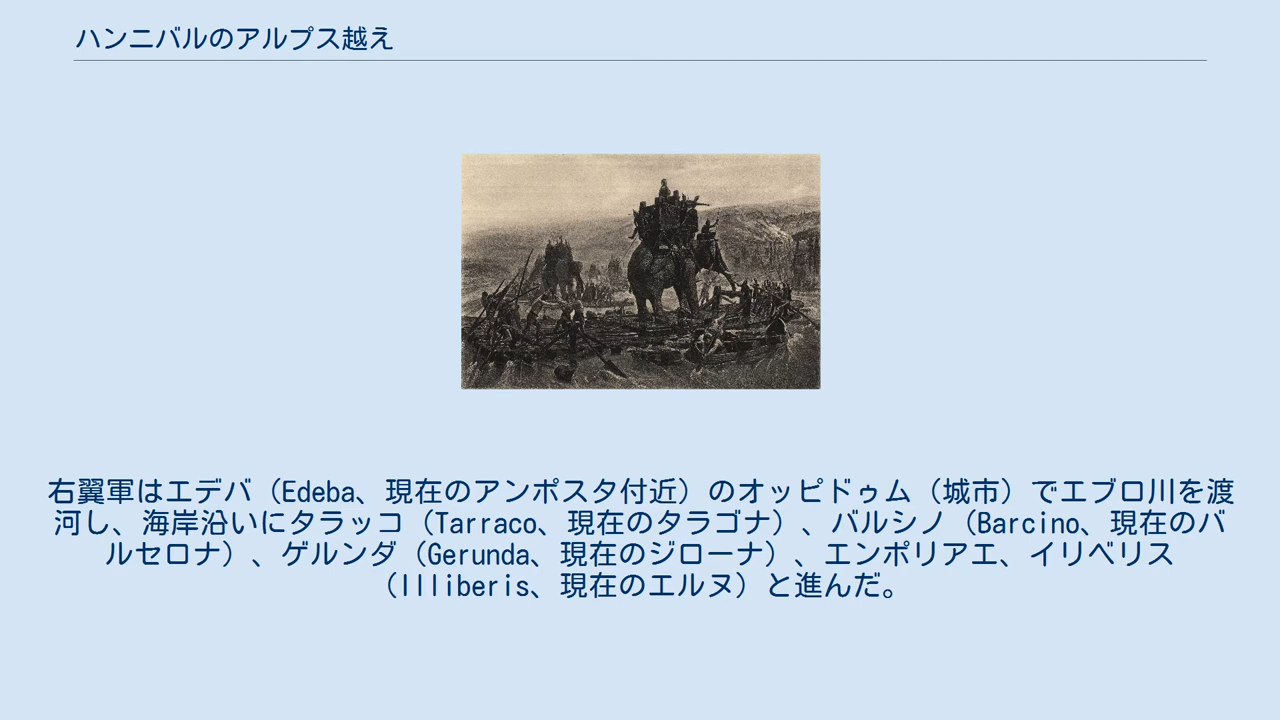 ハンニバルのアルプス越え
右翼軍はエデバ（Edeba、現在のアンポスタ付近）のオッピドゥム（城市）でエブロ川を渡
河し、海岸沿いにタラッコ（Tarraco、現在のタラゴナ）、バルシノ（Barcino、現在のバ
ルセロナ）、ゲルンダ（Gerunda、現在のジローナ）、エンポリアエ、イリベリス
（Illiberis、現在のエルヌ）と進んだ。